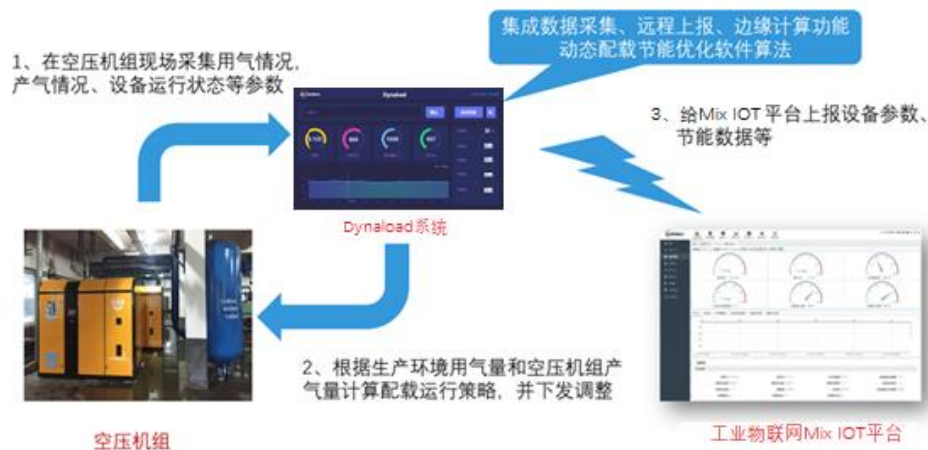 集成数据采集、远程上报、边缘计算功能
动态配载节能优化软件算法
1、在空压机组现场采集用气情况,
产气情况、设备运行状态等参数
Dynaload
3、给Mix IOT 平台上报设备参数、
节能数据等
Dynaload系统
2、根据生产环境用气量和空压机组产
气量计算配载运行策略, 并下发调整
空压机组
工业物联网Mix IOT平台